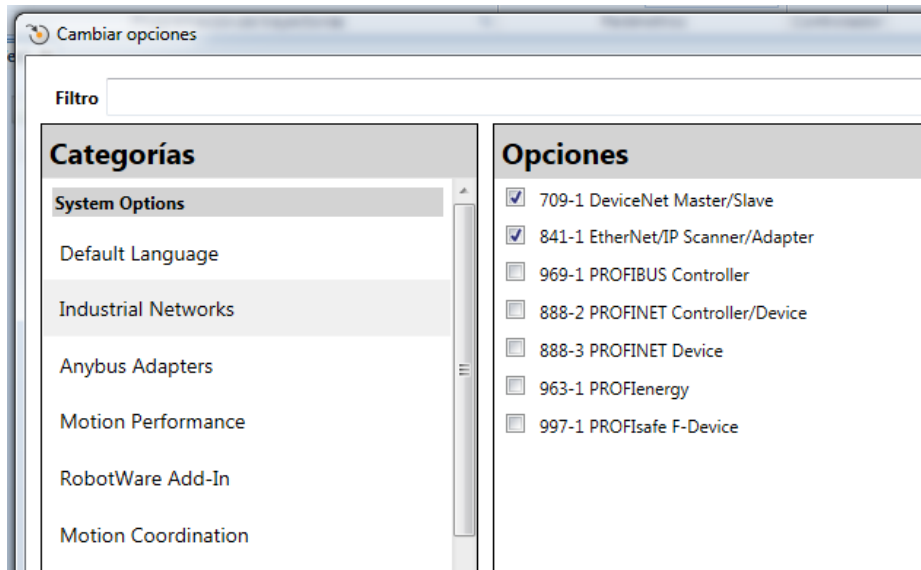 Cambiar opciones
Filtro
Categorías
System Options
Default Language
Industrial Networks
Anybus Adapters
Motion Performance
RobotWare Add-In
Motion Coordination
Opciones
709-1 DeviceNet Master/Slave
841-1 EtherNet/IP Scanner/Adapter
969-1 PROFIBUS Controller
888-2 PROFINET Controller/Device
888-3 PROFINET Device
963-1 PROFIenergy
997-1 PROFIsafe F-Device